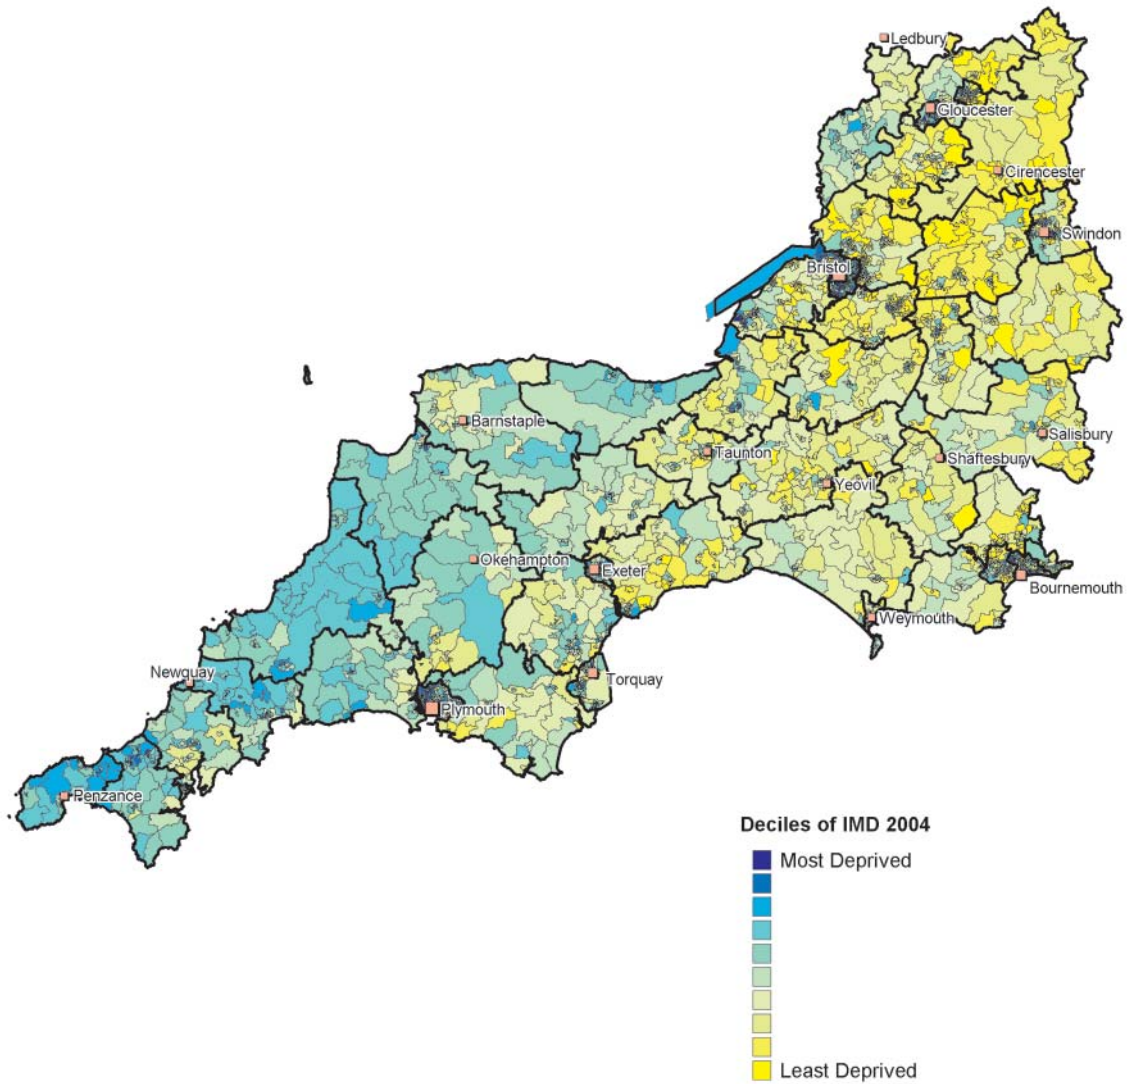 Ledbury
Gloucester
Cirencester
Swindon
Bristol
Barnstaple
Taunton
Salisbury
Shaftesbury
Yeovil
Okehampton
Exeter
Bournemouth
Weymouth
Newquay
Torquay
Plymouth
Penzance
Deciles of IMD 2004
Most Deprived
Least Deprived